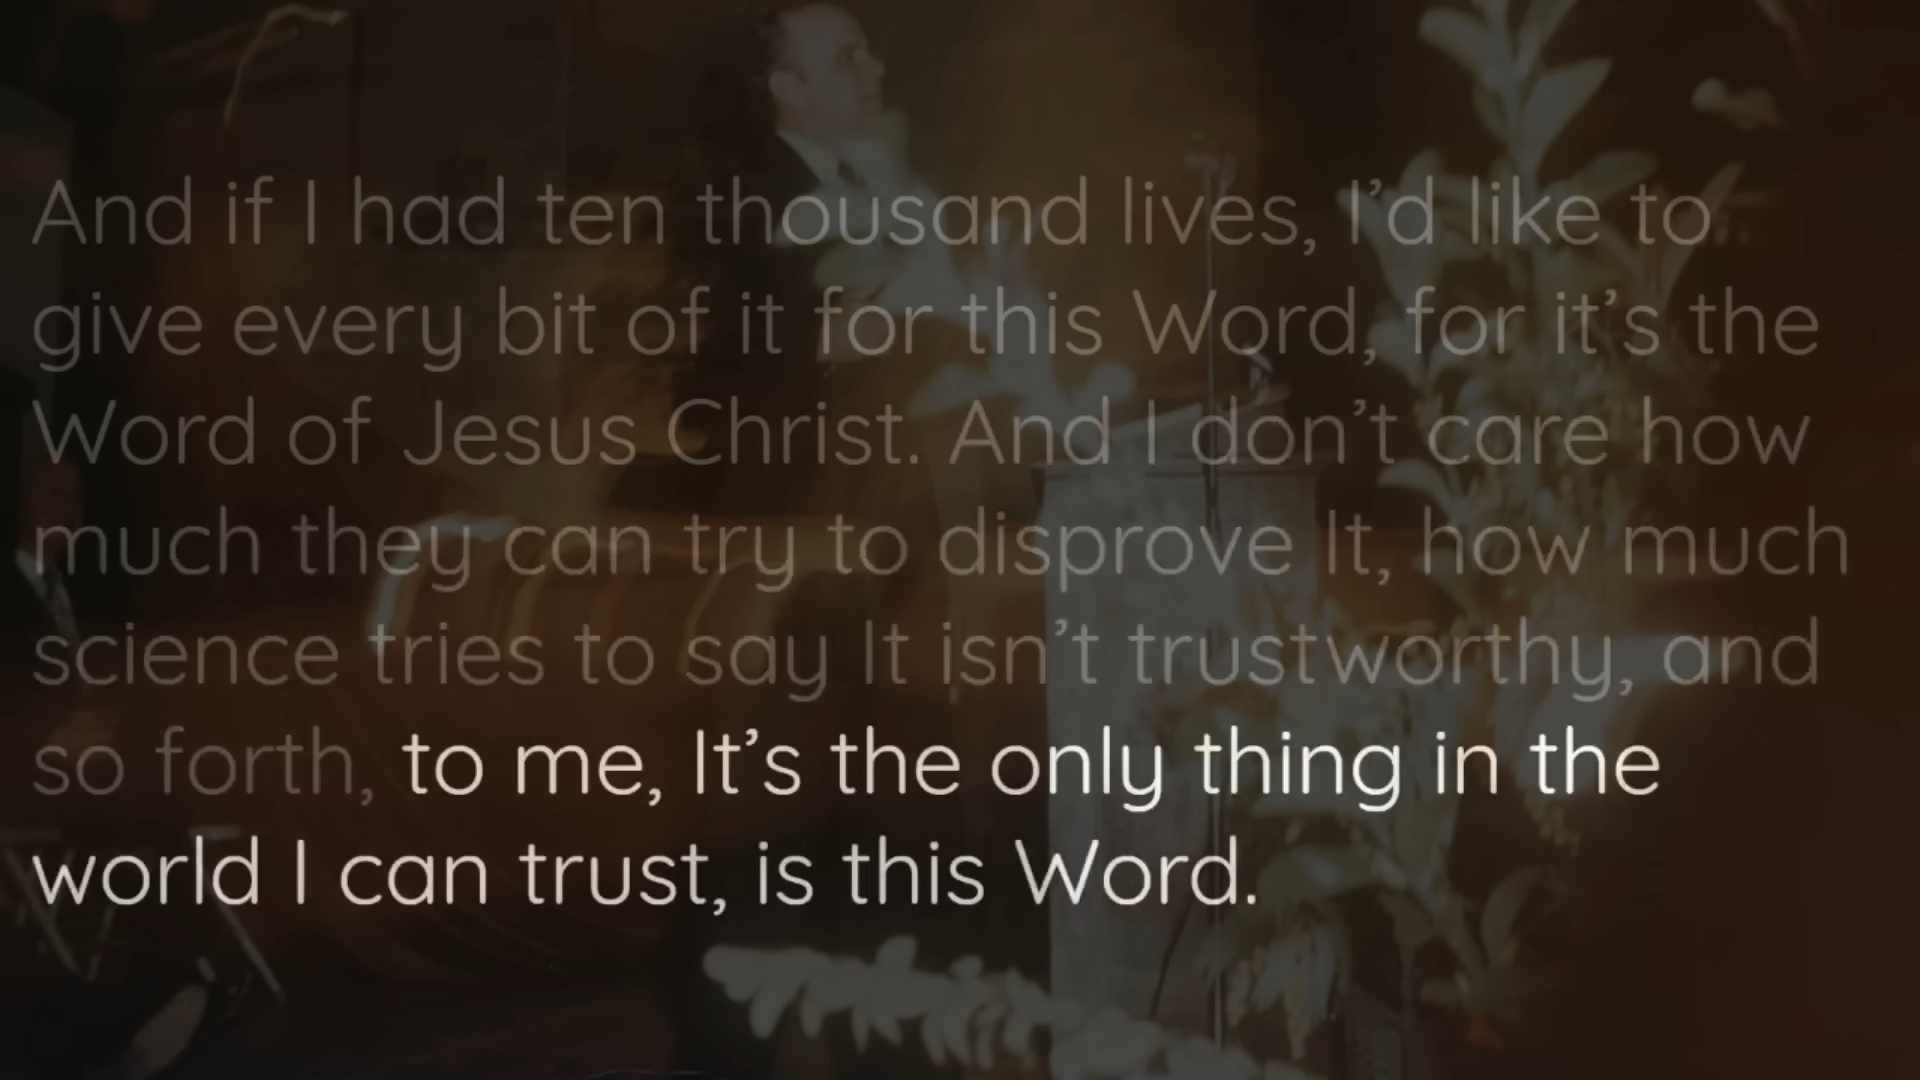 And if I had ten thousand lives, I’d like to
give every bit of it for this Word, for it’s the
Word of Jesus Christ. And I don’t care how
much they can try to disprove It, how much
science tries to say It isn’t trustworthy, and
so forth, to me, It’s the only thing in the
world I can trust, is this Word.